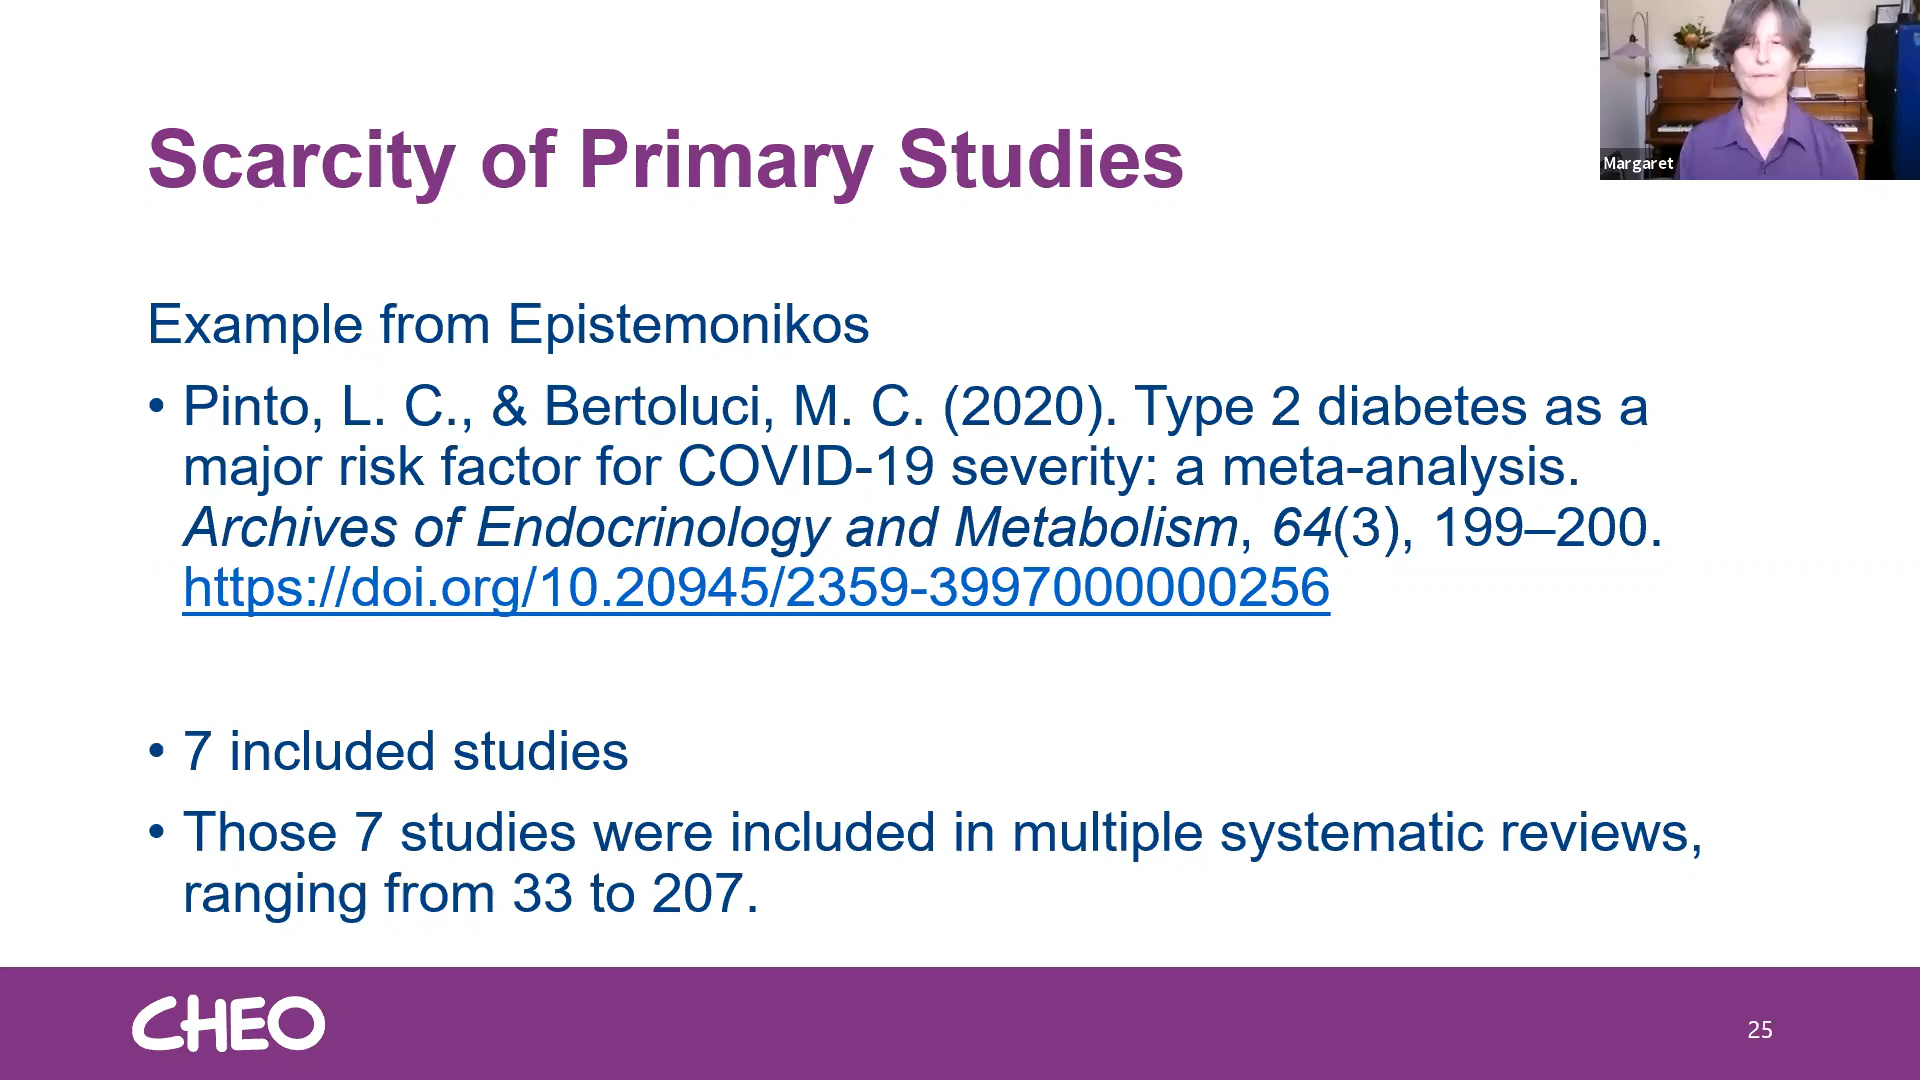 Margaret
Scarcity of Primary Studies
Example from Epistemonikos
• Pinto, L. C., & Bertoluci, M. C. (2020). Type 2 diabetes as a
major risk factor for COVID-19 severity: a meta-analysis.
Archives of Endocrinology and Metabolism, 64(3), 199–200.
https://doi.org/10.20945/2359-3997000000256
• 7 included studies
• Those 7 studies were included in multiple systematic reviews,
ranging from 33 to 207.
CHEO
25